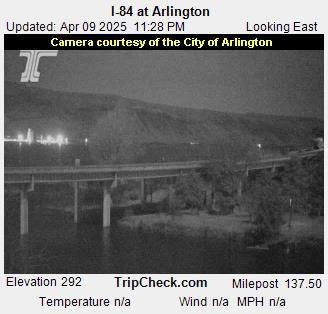 I-84 at Arlington
Updated: Apr 09 2025 11:28 PM Looking East
Camera courtesy of the City of Arlington
Elevation 292 TripCheck.com Milepost 137.50
Temperature n/a Wind n/a MPH n/a